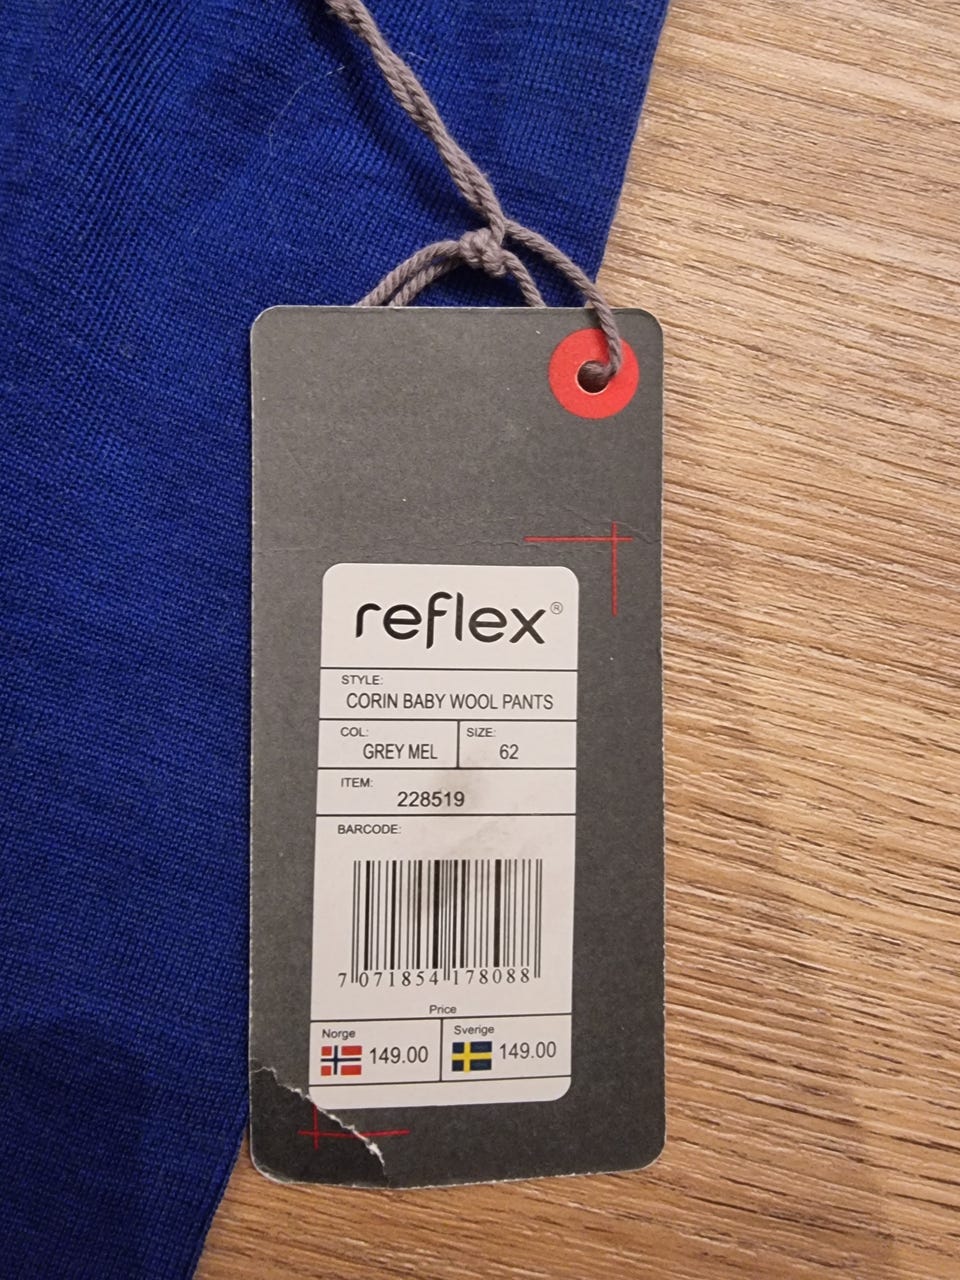 reflex®
STYLE:
CORIN BABY WOOL PANTS
COL: SIZE:
GREY MEL 62
ITEM:
228519
BARCODE:
7 071854 178088
Price
Norge Sverige
149.00 149.00